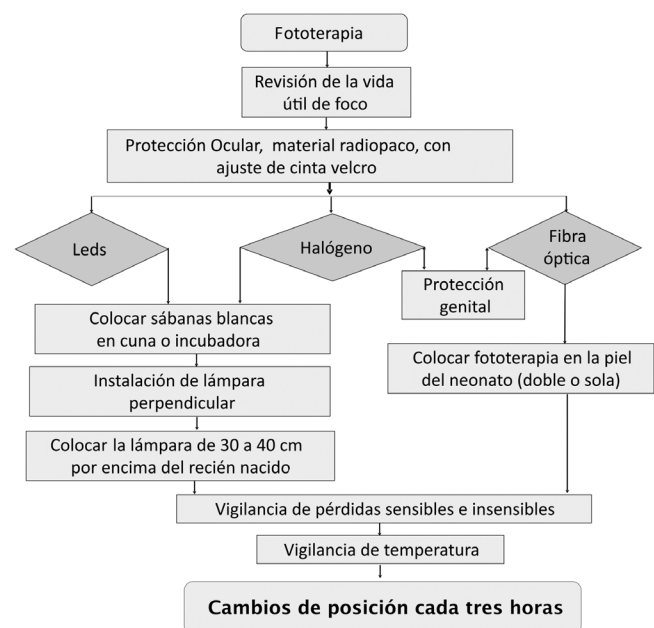 Fototerapia
Revisión de la vida
útil de foco
Protección Ocular, material radiopaco, con
ajuste de cinta velcro
Leds
Halógeno
Fibra
óptica
Protección
genital
Colocar sábanas blancas
en cuna o incubadora
Colocar fototerapia en la piel
del neonato (doble o sola)
Instalación de lámpara
perpendicular
Colocar la lámpara de 30 a 40 cm
por encima del recién nacido
Vigilancia de pérdidas sensibles e insensibles
Vigilancia de temperatura
Cambios de posición cada tres horas